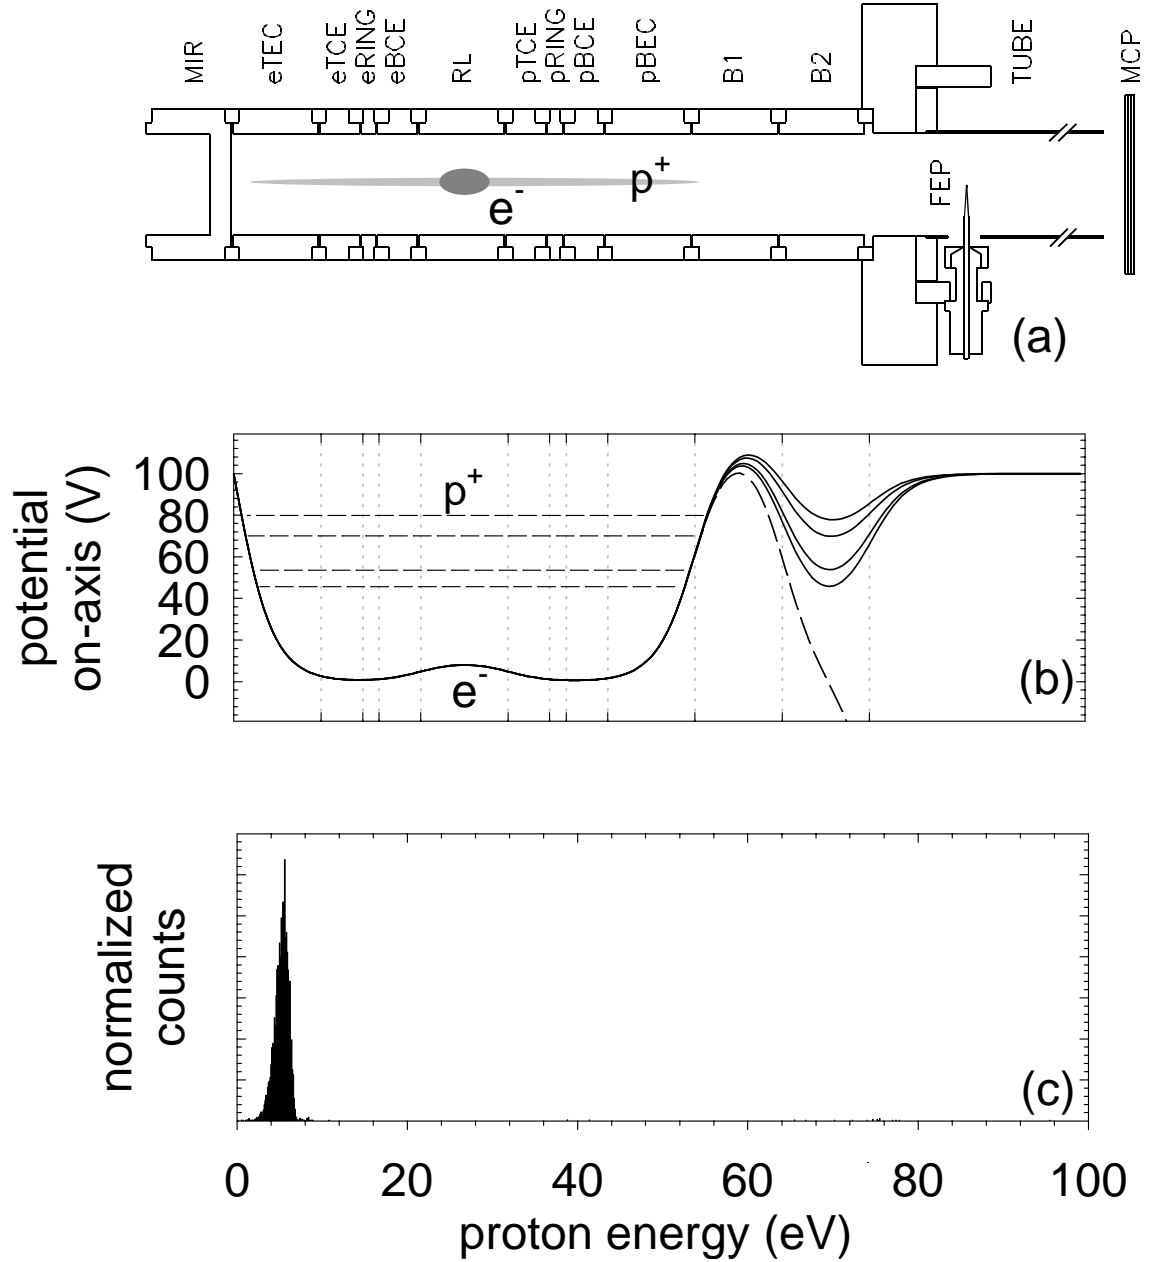 MIR
eTEC
eTCE
eRING
eBCE
RL
pTCE
pRING
pBCE
pBEC
B1
B2
TUBE
MCP
p+
e-
FEP
(a)
potential
on-axis (V)
100
80
60
40
20
0
p+
e-
(b)
normalized
counts
(c)
0 20 40 60 80 100
proton energy (eV)